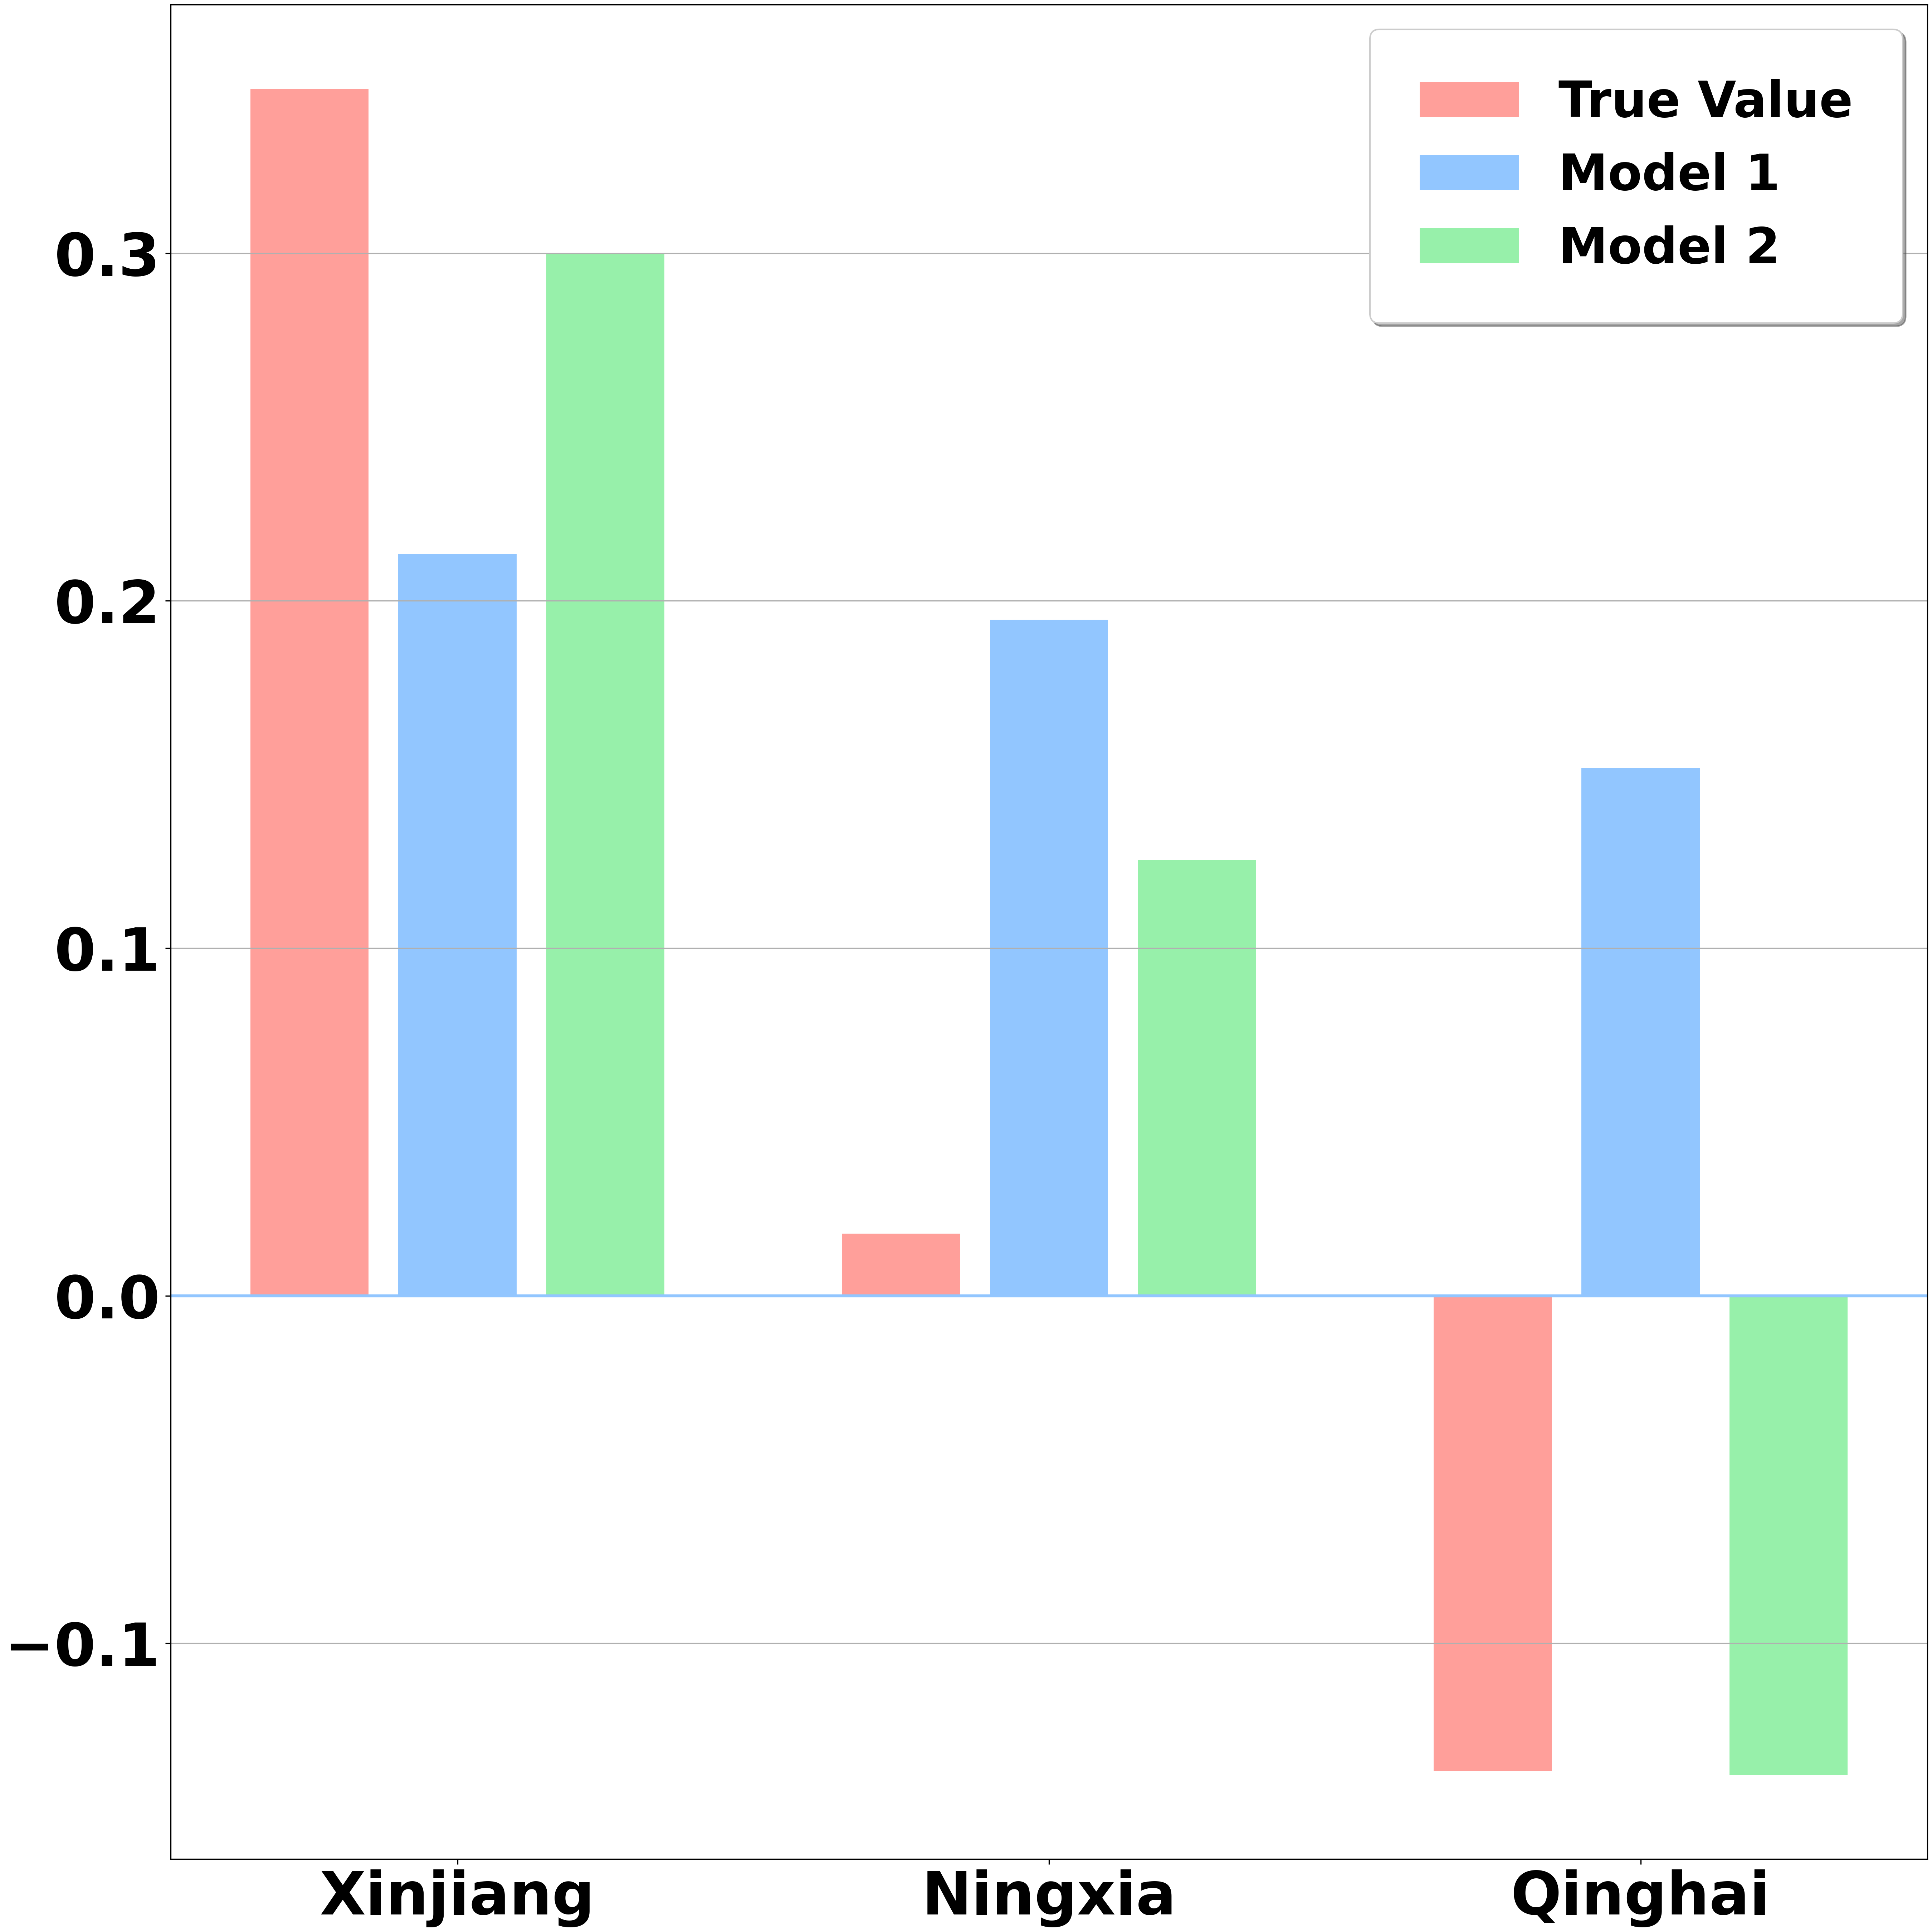 True Value
Model 1
Model 2
0.3
0.2
0.1
0.0
−0.1
Xinjiang
Ningxia
Qinghai